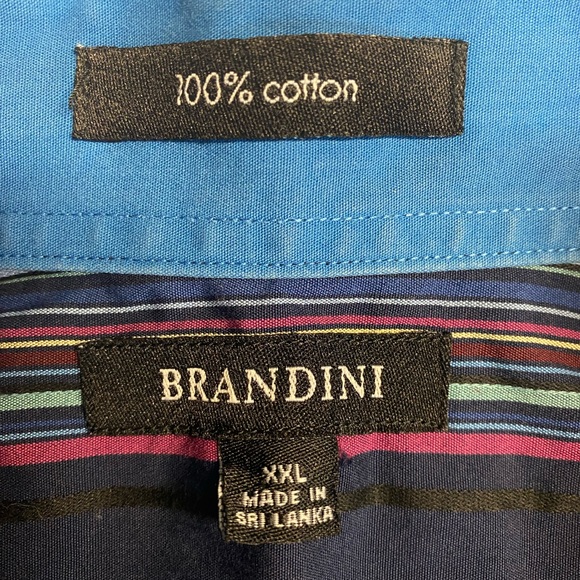 100% cotton
BRANDINI
XXL
MADE IN
SRI LANKA